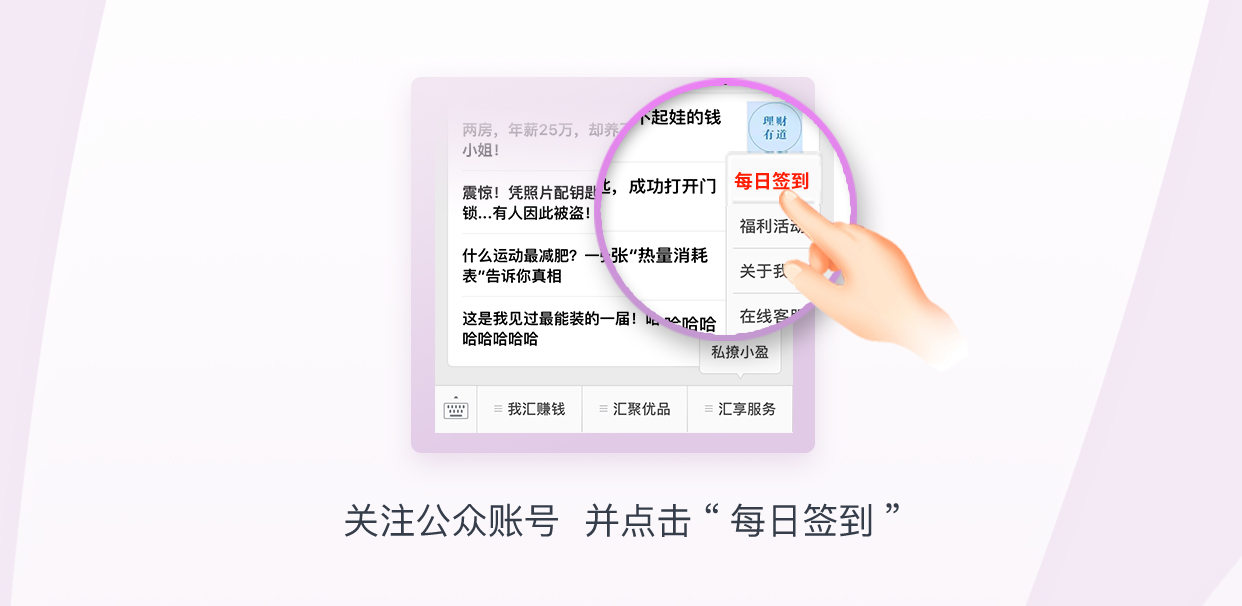 两房，年薪25万，却养
不起娃的钱
小姐！
理财
有道
震惊！凭照片配钥匙，成功打开门
锁...有人因此被盗！
每日签到
福利活动
什么运动最减肥？一张“热量消耗
表”告诉你真相
关于我
在线客服
这是我见过最能装的一届！哈哈哈哈
哈哈哈哈哈
私撩小盈
我汇赚钱
汇聚优品
汇享服务
关注公众账号 并点击“每日签到”